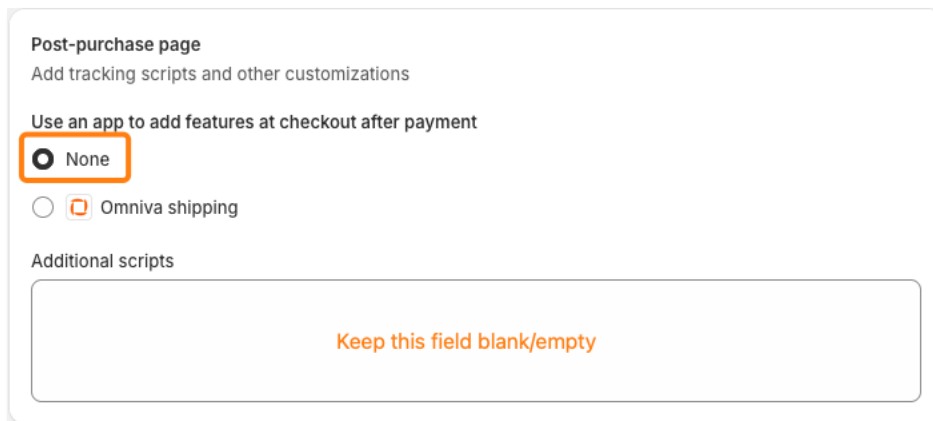 Post-purchase page
Add tracking scripts and other customizations
Use an app to add features at checkout after payment
None
Omniva shipping
Additional scripts
Keep this field blank/empty